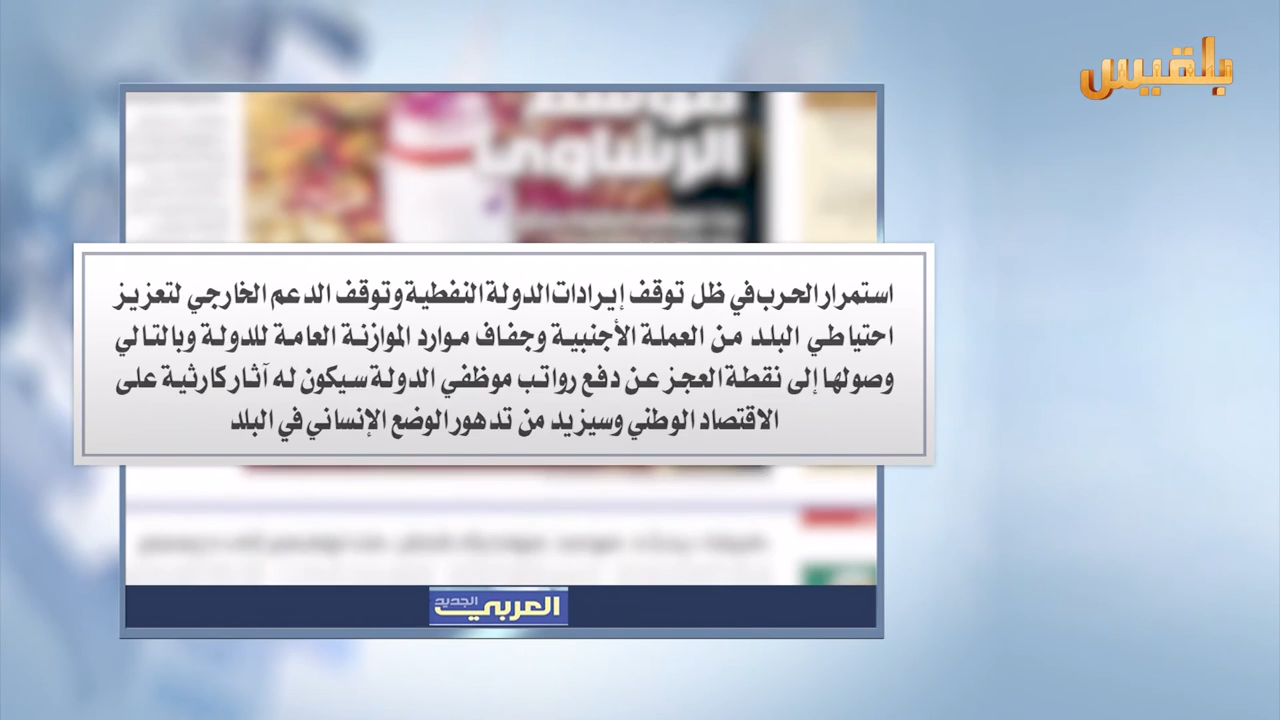 بلقيس
موسم
الرشاوى
استمرار الحرب في ظل توقف إيرادات الدولة النفطية وتوقف الدعم الخارجي لتعزيز
احتياطي البلد من العملة الأجنبية وجفاف موارد الموازنة العامة للدولة وبالتالي
وصولها إلى نقطة العجز عن دفع رواتب موظفي الدولة سيكون له آثار كارثية على
الاقتصاد الوطني وسيزيد من تدهور الوضع الإنساني في البلد
العربي الجديد